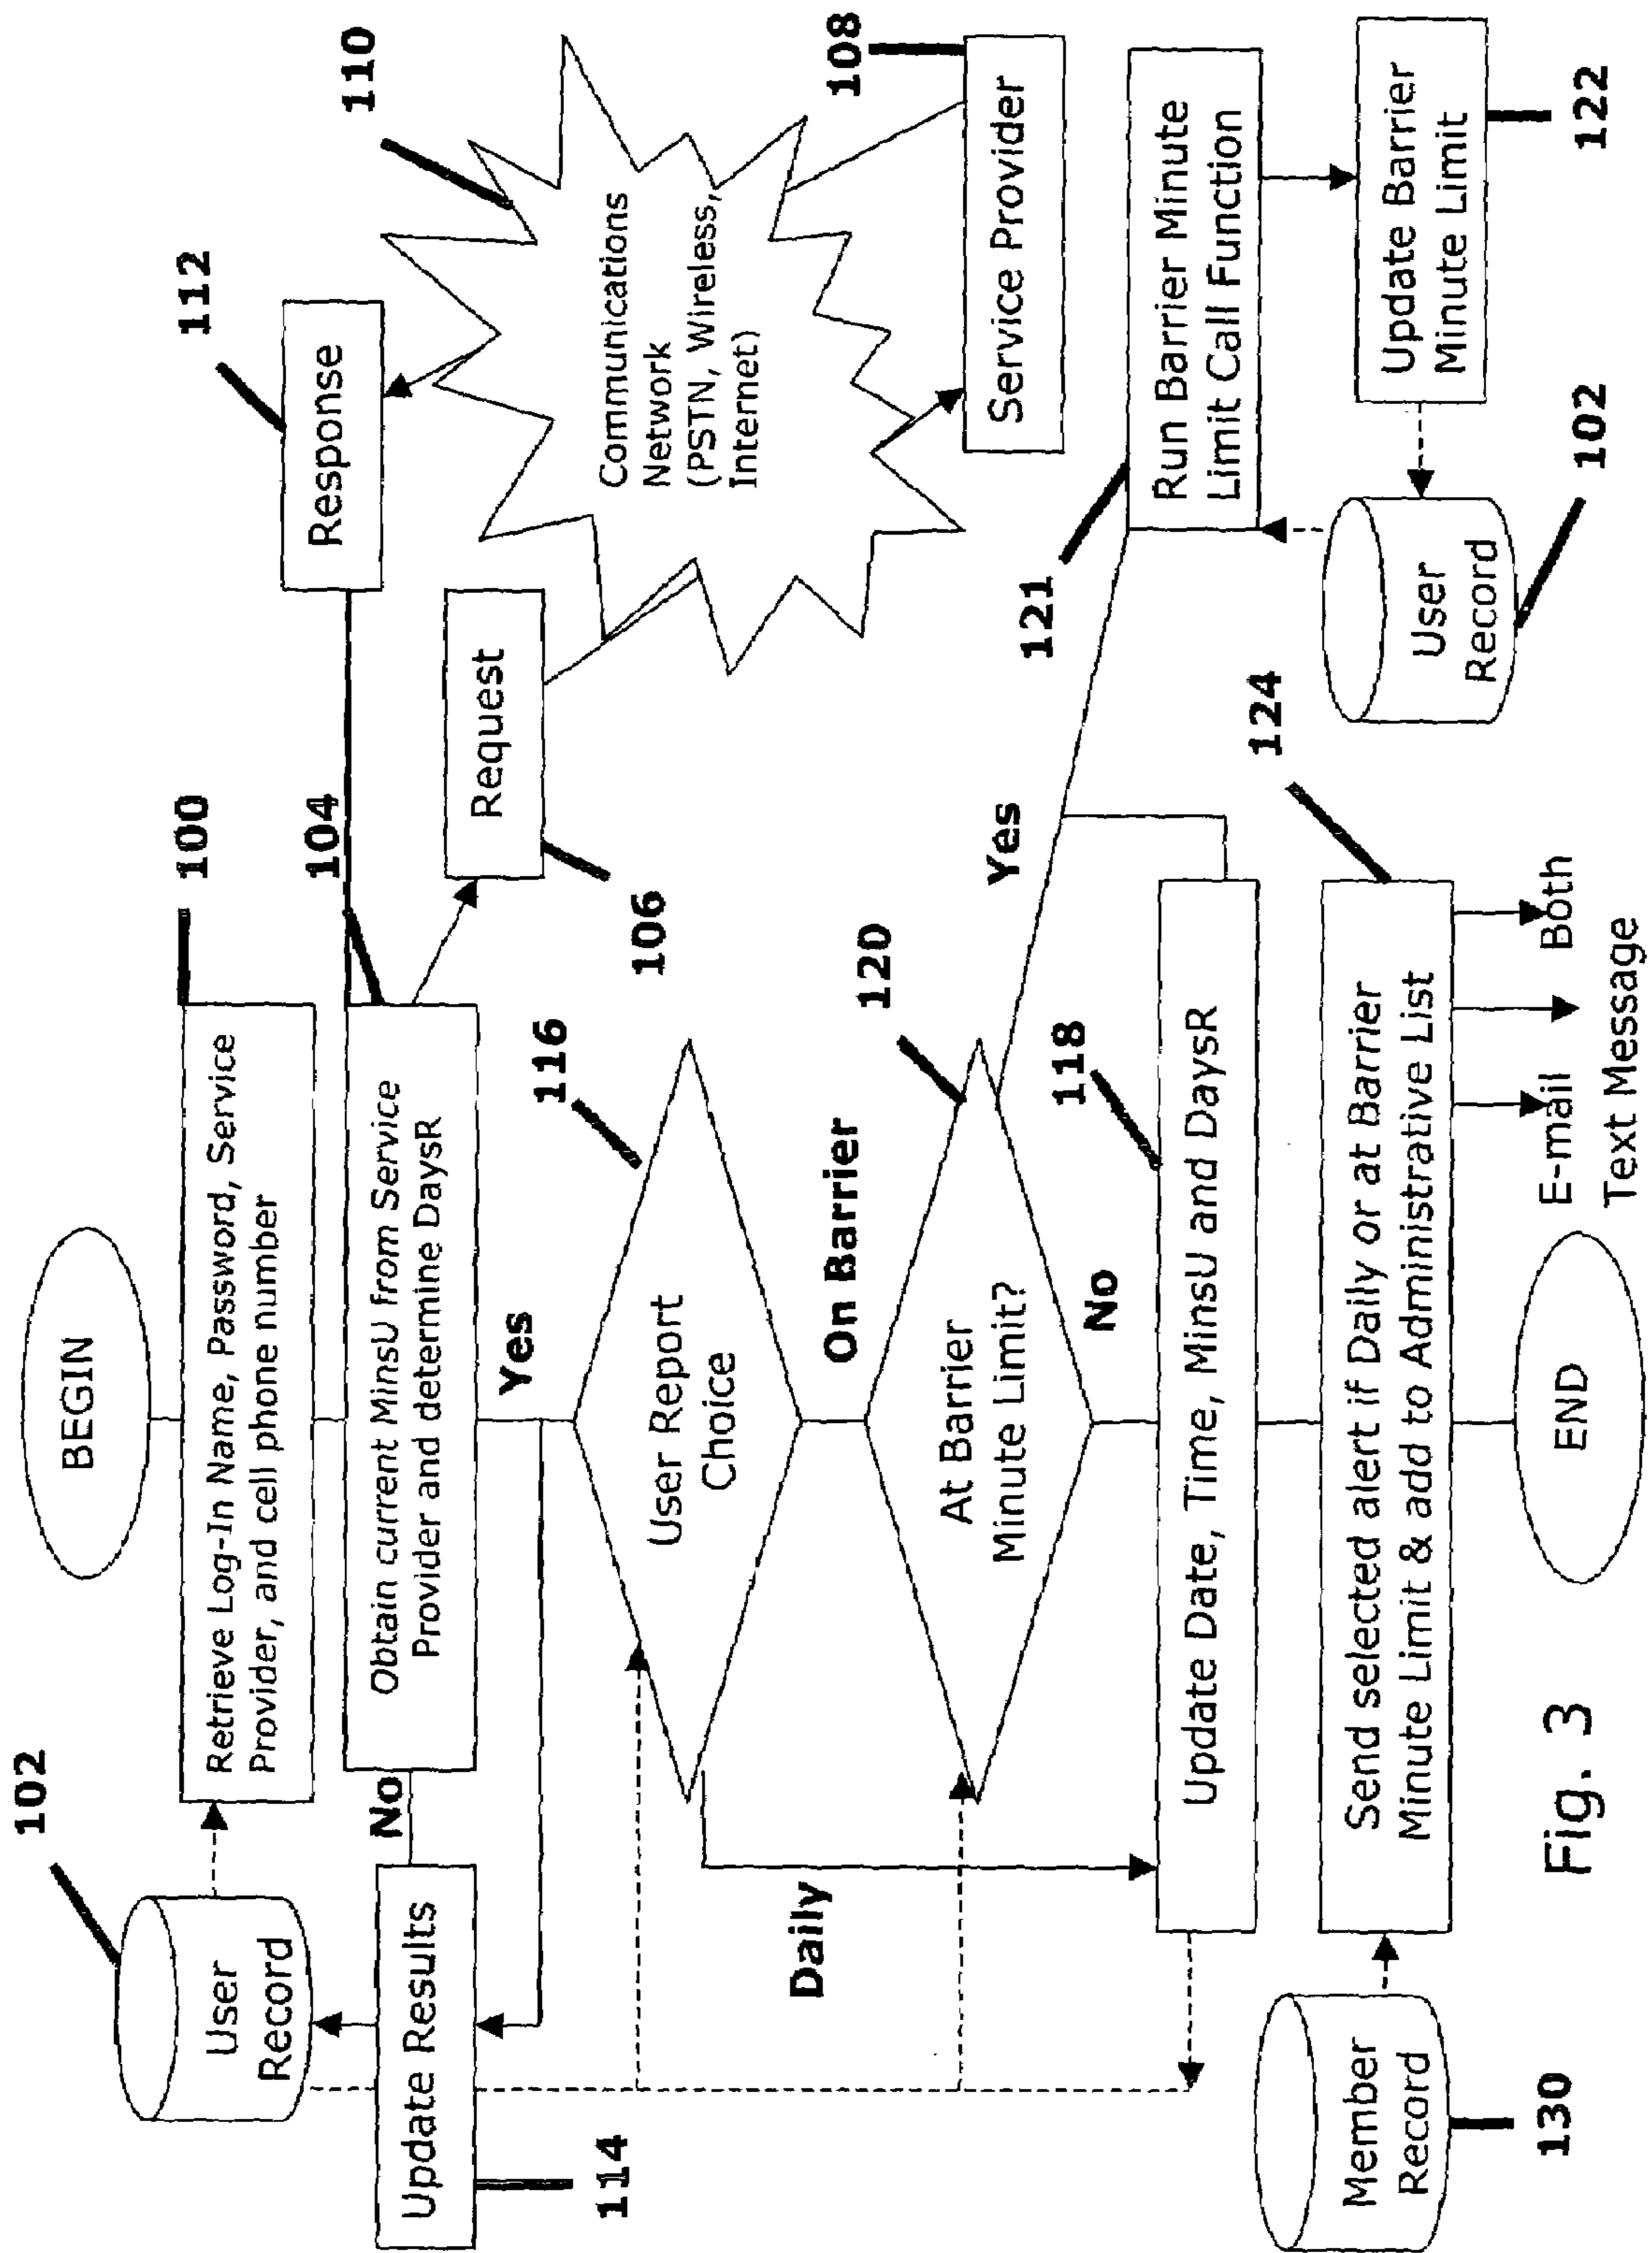 BEGIN
102
User
Record
Retrieve Log-In Name, Password, Service
Provider, and cell phone number
100
112
110
Response
No
Obtain current MinsU from Service
Provider and determine DaysR
104
Update Results
114
Yes
Request
106
Communications
Network
(PSTN, Wireless,
Internet)
116
User Report
Choice
108
Service Provider
Daily
On Barrier
120
At Barrier
Minute Limit?
Yes
121
Run Barrier Minute
Limit Call Function
No
118
Update Date, Time, MinsU and DaysR
124
User
Record
102
Update Barrier
Minute Limit
122
Member
Record
130
Send selected alert if Daily or at Barrier
Minute Limit & add to Administrative List
E-mail
Both
Text Message
END
Fig. 3